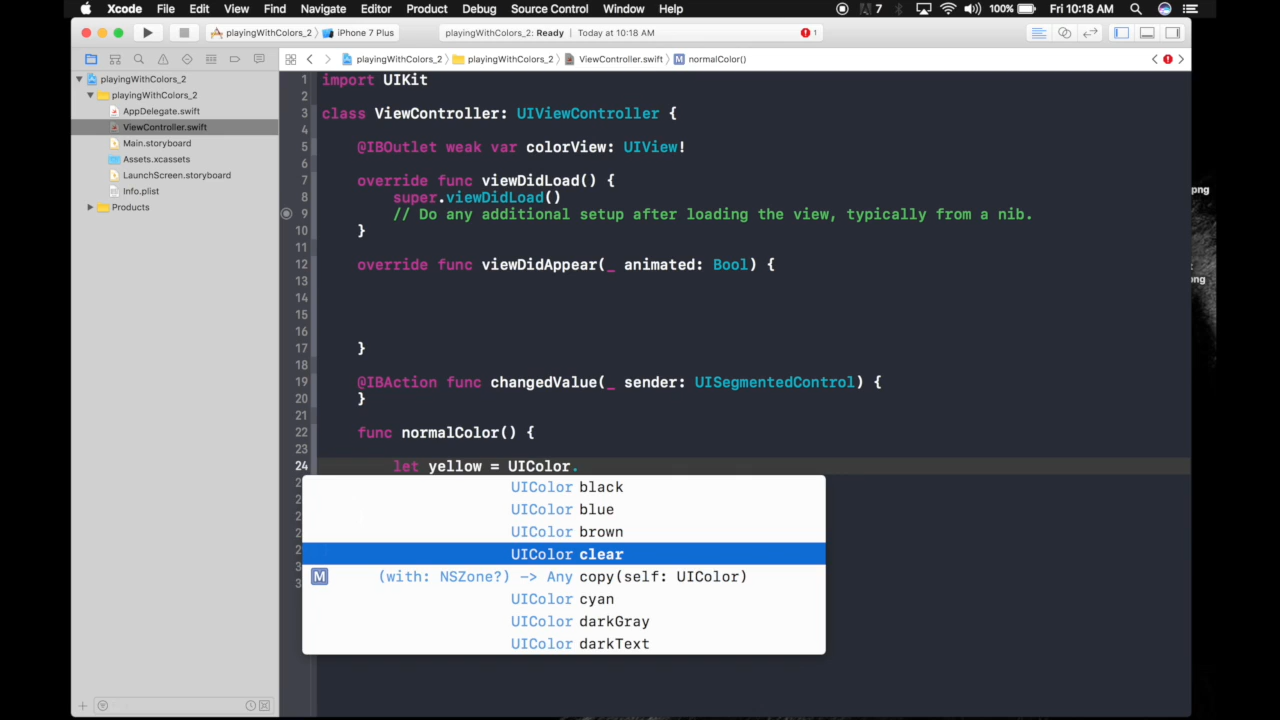 Xcode File Edit View Find Navigate Editor Product Debug Source Control Window Help 7 100% Fri 10:18 AM
playingWithColors_2 iPhone 7 Plus playingWithColors_2: Ready | Today at 10:18 AM 1
playingWithColors_2 playingWithColors_2 ViewController.swift M normalColor()
playingWithColors_2
playingWithColors_2
AppDelegate.swift
ViewController.swift
Main.storyboard
Assets.xcassets
LaunchScreen.storyboard
Info.plist
Products
1 import UIKit
2
3 class ViewController: UIViewController {
4
5 @IBOutlet weak var colorView: UIView!
6
7 override func viewDidLoad() {
8 super.viewDidLoad()
9 // Do any additional setup after loading the view, typically from a nib.
10 }
11
12 override func viewDidAppear(_ animated: Bool) {
13
14
15
16
17 }
18
19 @IBAction func changedValue(_ sender: UISegmentedControl) {
20 }
21
22 func normalColor() {
23
24 let yellow = UIColor.
UIColor black
UIColor blue
UIColor brown
UIColor clear
M (with: NSZone?) -> Any copy(self: UIColor)
UIColor cyan
UIColor darkGray
UIColor darkText
png
png